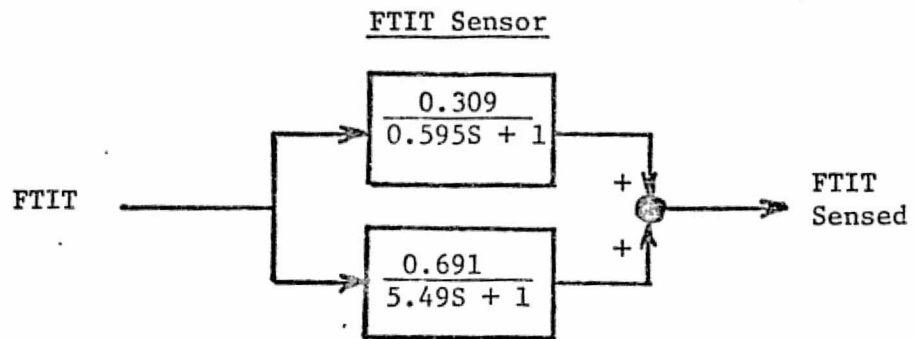 FTIT Sensor
0.309
0.595S + 1
FTIT
+
+
FTIT
Sensed
0.691
5.49S + 1